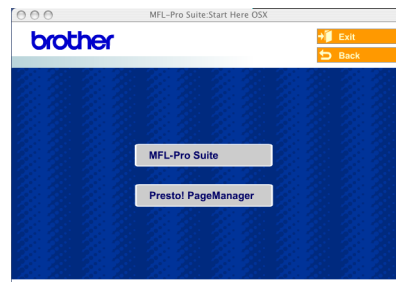 MFL-Pro Suite:Start Here OSX
brother
Exit
Back
MFL-Pro Suite
Presto! PageManager